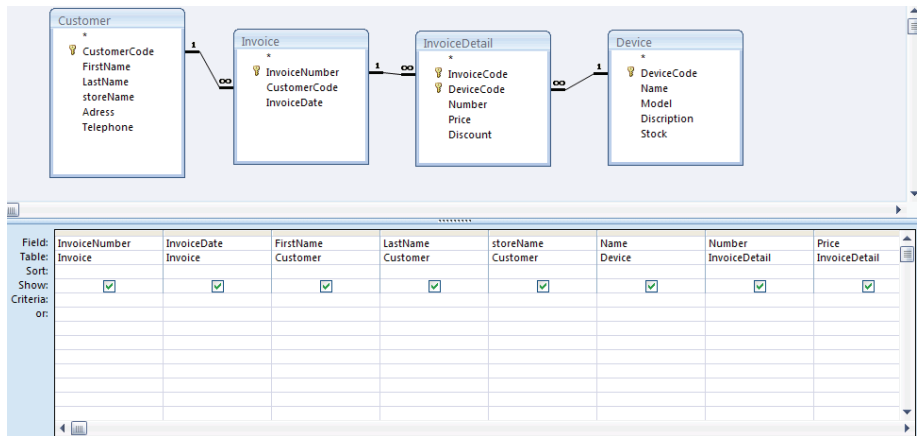 Customer
*
CustomerCode
FirstName
LastName
storeName
Adress
Telephone
1
∞
Invoice
*
InvoiceNumber
CustomerCode
InvoiceDate
1
∞
InvoiceDetail
*
InvoiceCode
DeviceCode
Number
Price
Discount
∞
1
Device
*
DeviceCode
Name
Model
Discription
Stock
Field: InvoiceNumber InvoiceDate FirstName LastName storeName Name Number Price
Table: Invoice Invoice Customer Customer Customer Device InvoiceDetail InvoiceDetail
Sort:
Show:
Criteria:
or: